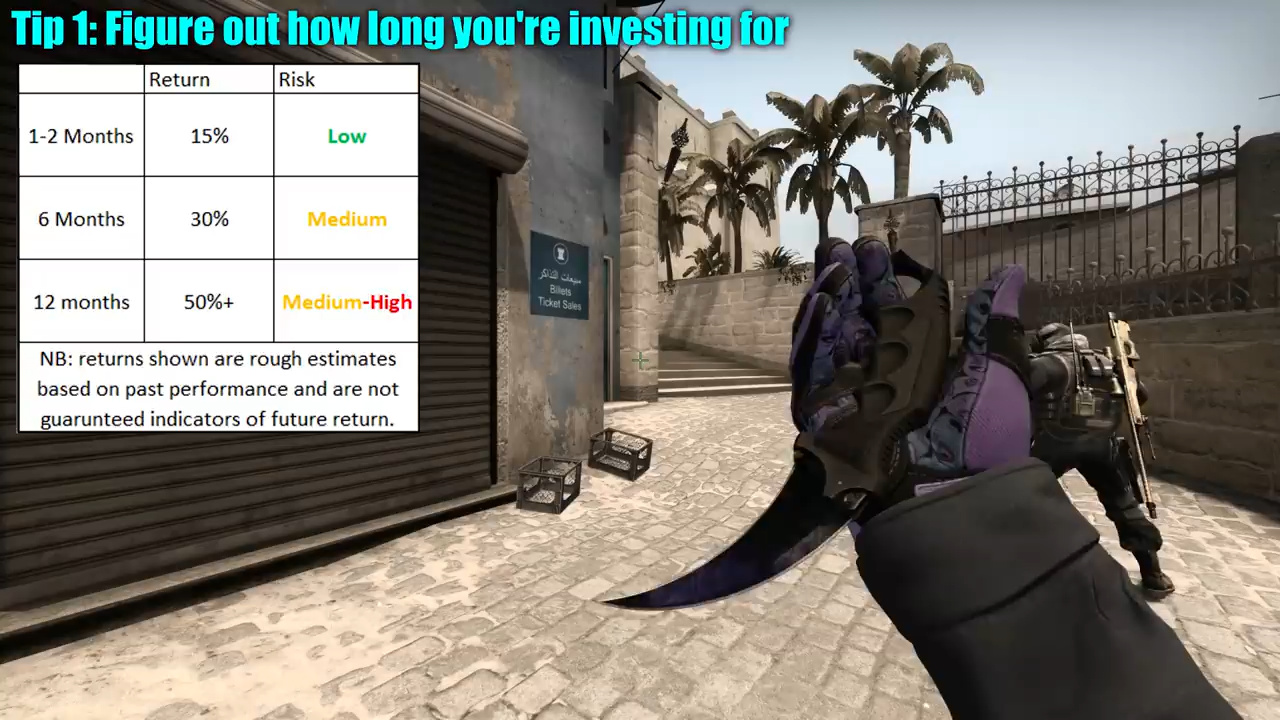 Tip 1: Figure out how long you're investing for
Return Risk
1-2 Months 15% Low
6 Months 30% Medium
12 months 50%+ Medium-High
NB: returns shown are rough estimates
based on past performance and are not
guarunteed indicators of future return.
Billets
Ticket Sales